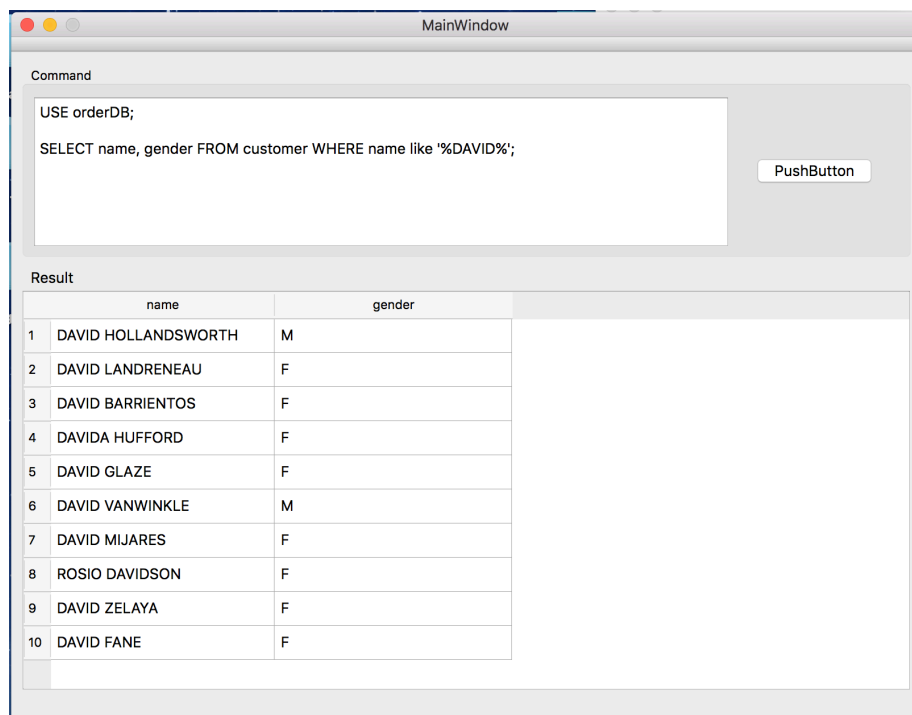 MainWindow
Command
USE orderDB;
SELECT name, gender FROM customer WHERE name like '%DAVID%';
PushButton
Result
name gender
1 DAVID HOLLANDSWORTH M
2 DAVID LANDRENEAU F
3 DAVID BARRIENTOS F
4 DAVIDA HUFFORD F
5 DAVID GLAZE F
6 DAVID VANWINKLE M
7 DAVID MIJARES F
8 ROSIO DAVIDSON F
9 DAVID ZELAYA F
10 DAVID FANE F